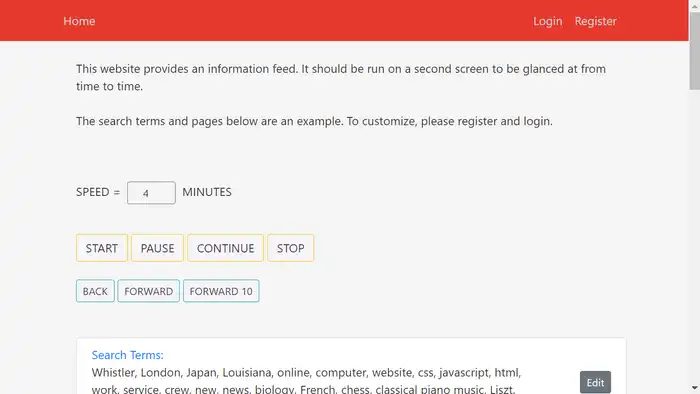 Home Login Register
This website provides an information feed. It should be run on a second screen to be glanced at from
time to time.
The search terms and pages below are an example. To customize, please register and login.
SPEED = 4 MINUTES
START PAUSE CONTINUE STOP
BACK FORWARD FORWARD 10
Search Terms:
Whistler, London, Japan, Louisiana, online, computer, website, css, javascript, html,
Edit
work, service, crew, new, news, biology, French, chess, classical piano music, Liszt,